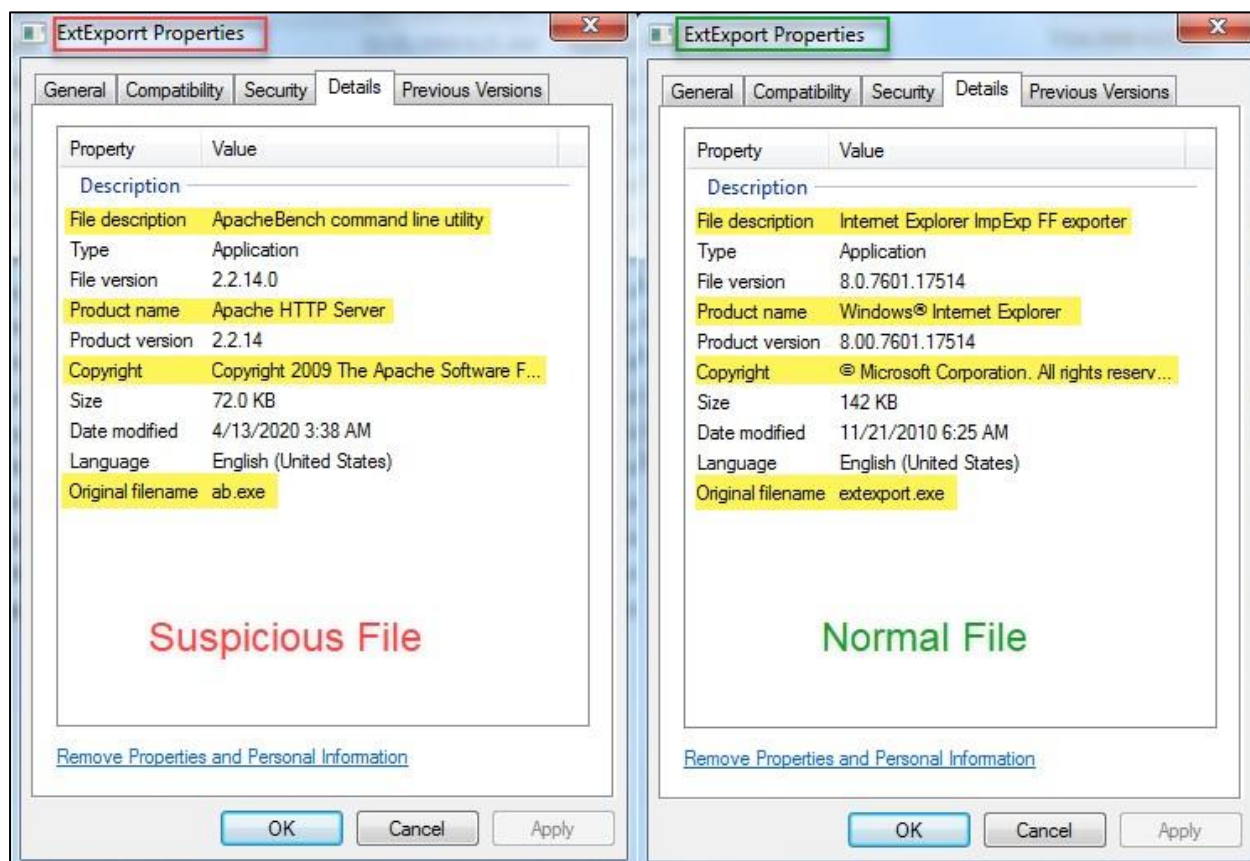 ExtExporrt Properties
General Compatibility Security Details Previous Versions
Property Value
Description
File description ApacheBench command line utility
Type Application
File version 2.2.14.0
Product name Apache HTTP Server
Product version 2.2.14
Copyright Copyright 2009 The Apache Software F...
Size 72.0 KB
Date modified 4/13/2020 3:38 AM
Language English (United States)
Original filename ab.exe
Suspicious File
Remove Properties and Personal Information
OK Cancel Apply
ExtExport Properties
General Compatibility Security Details Previous Versions
Property Value
Description
File description Internet Explorer ImpExp FF exporter
Type Application
File version 8.0.7601.17514
Product name Windows® Internet Explorer
Product version 8.00.7601.17514
Copyright © Microsoft Corporation. All rights reserv...
Size 142 KB
Date modified 11/21/2010 6:25 AM
Language English (United States)
Original filename extexport.exe
Normal File
Remove Properties and Personal Information
OK Cancel Apply